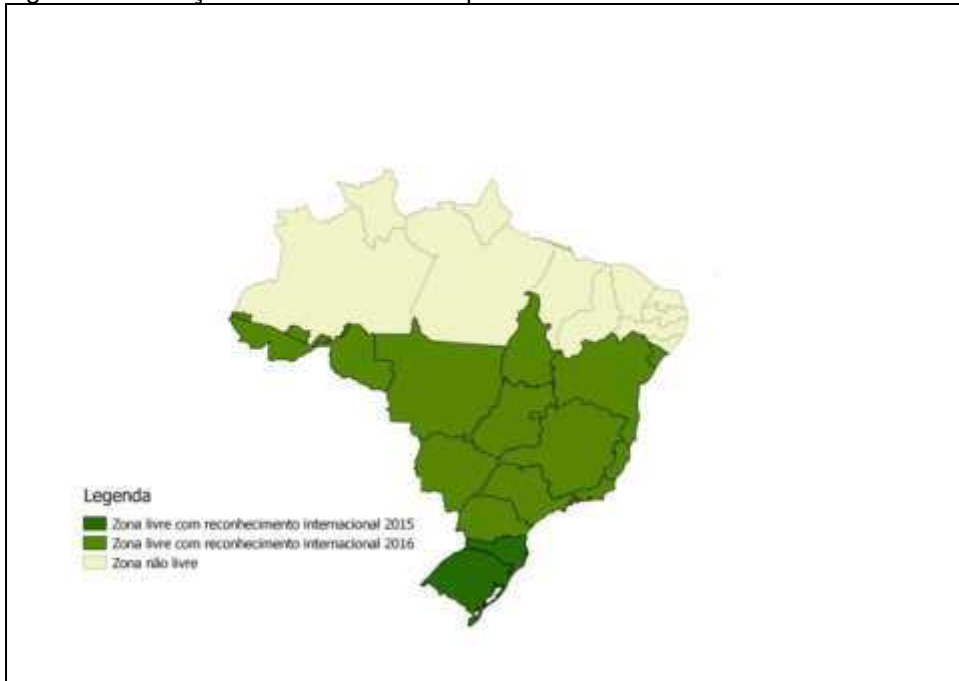 Legenda
Zona livre com reconhecimento internacional 2015
Zona livre com reconhecimento internacional 2016
Zona não livre